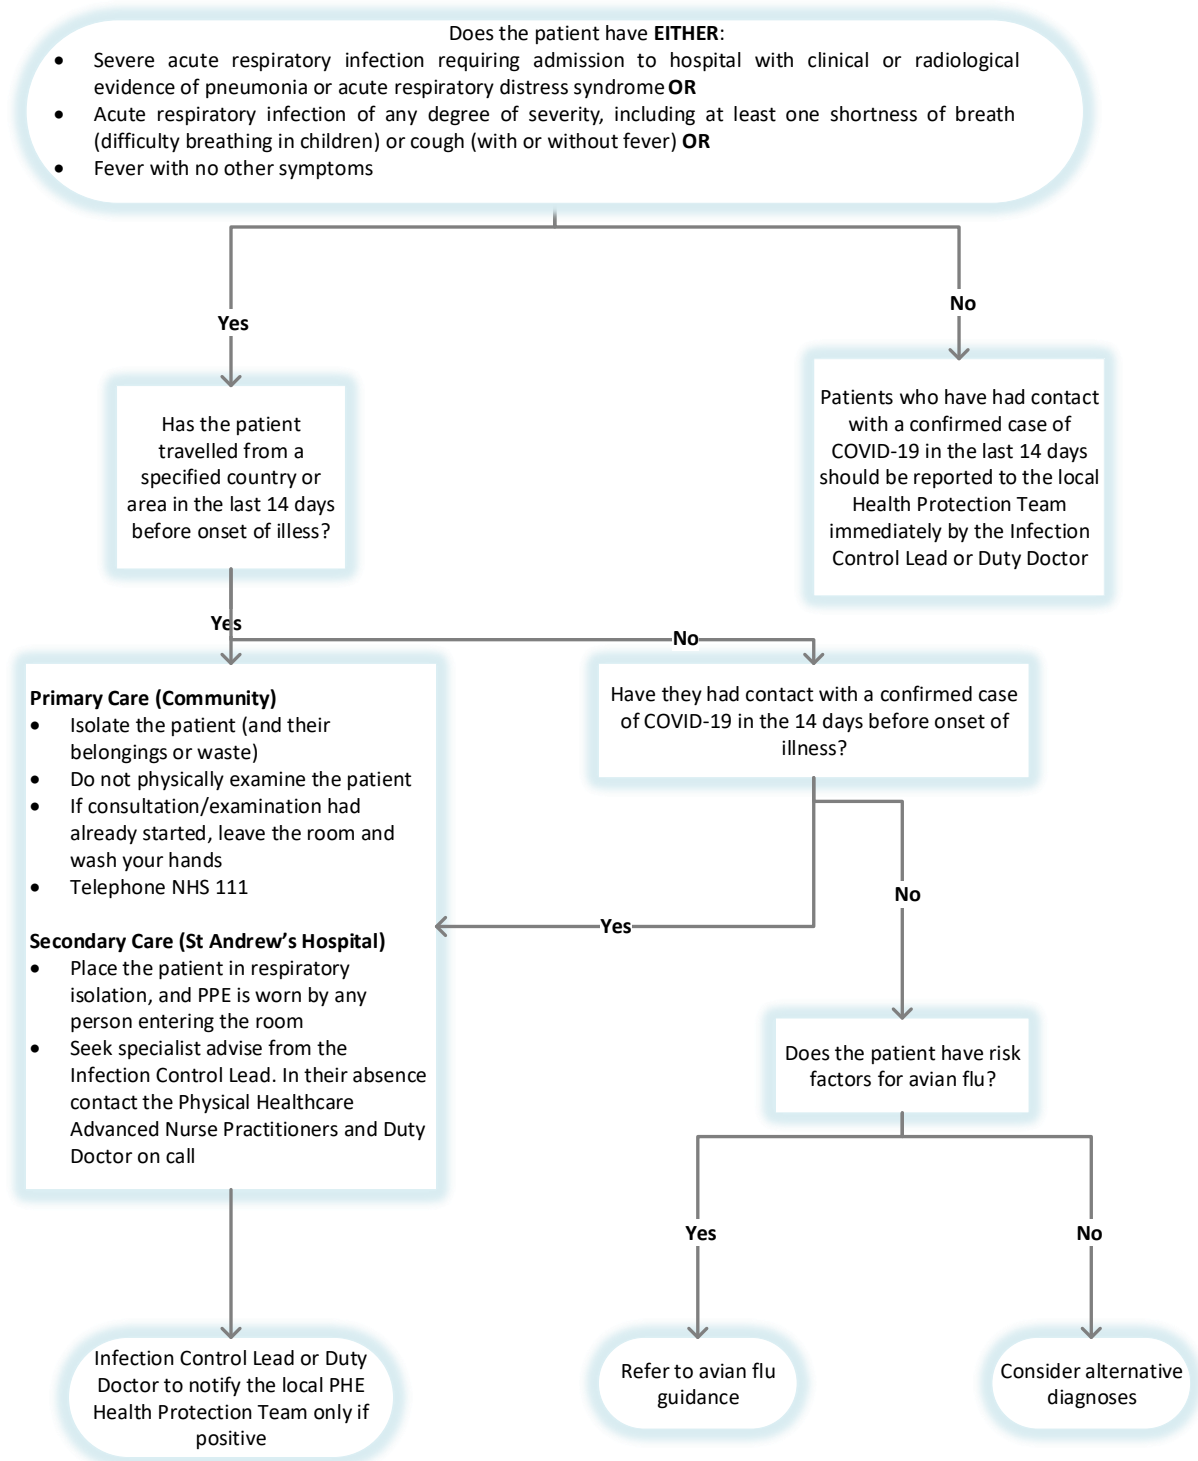 Does the patient have EITHER:
• Severe acute respiratory infection requiring admission to hospital with clinical or radiological
evidence of pneumonia or acute respiratory distress syndrome OR
• Acute respiratory infection of any degree of severity, including at least one shortness of breath
(difficulty breathing in children) or cough (with or without fever) OR
• Fever with no other symptoms
Yes
No
Has the patient
travelled from a
specified country or
area in the last 14 days
before onset of illess?
Patients who have had contact
with a confirmed case of
COVID-19 in the last 14 days
should be reported to the local
Health Protection Team
immediately by the Infection
Control Lead or Duty Doctor
Yes
No
Primary Care (Community)
• Isolate the patient (and their
belongings or waste)
• Do not physically examine the patient
• If consultation/examination had
already started, leave the room and
wash your hands
• Telephone NHS 111
Secondary Care (St Andrew's Hospital)
• Place the patient in respiratory
isolation, and PPE is worn by any
person entering the room
• Seek specialist advise from the
Infection Control Lead. In their absence
contact the Physical Healthcare
Advanced Nurse Practitioners and Duty
Doctor on call
Have they had contact with a confirmed case
of COVID-19 in the 14 days before onset of
illness?
Yes
No
Does the patient have risk
factors for avian flu?
Yes
No
Infection Control Lead or Duty
Doctor to notify the local PHE
Health Protection Team only if
positive
Refer to avian flu
guidance
Consider alternative
diagnoses